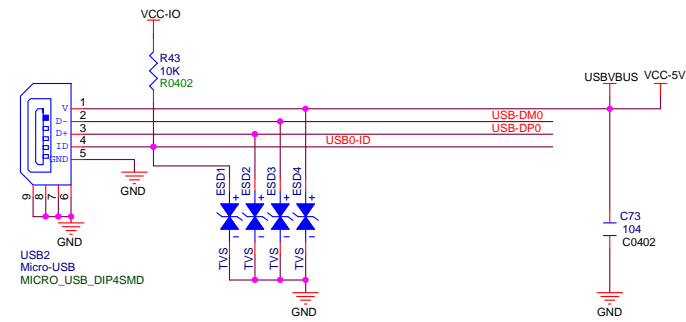 VCC-IO
R43
10K
R0402
USBVBUS
VCC-5V
V
1
D-
2
USB-DM0
D+
3
USB-DP0
ID
4
USB0-ID
GND
5
GND
9
8
7
6
GND
ESD1
ESD2
ESD3
ESD4
+
+
+
+
TVS
TVS
TVS
TVS
C73
104
C0402
USB2
Micro-USB
MICRO_USB_DIP4SMD
GND
GND